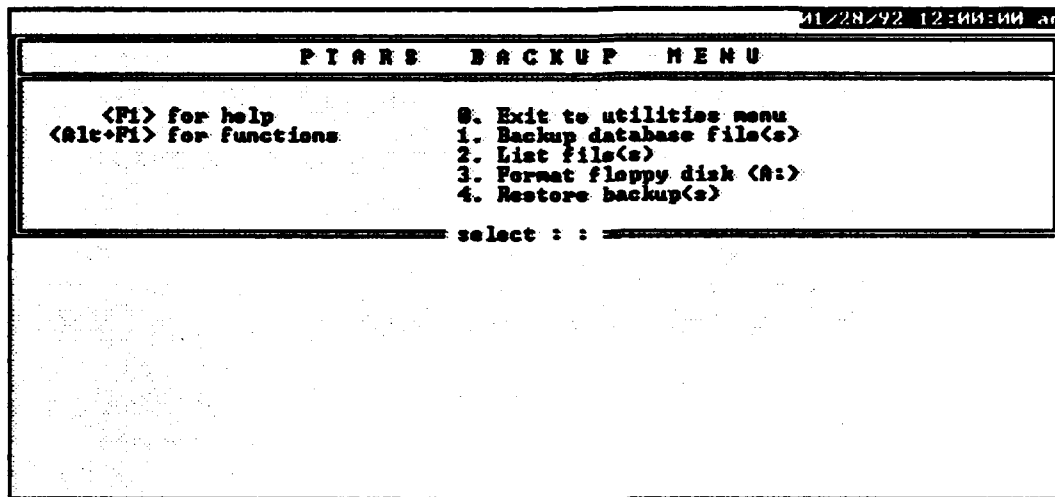 01/28/92 12:00:00 am
P I A R S   B A C K U P   M E N U
<F1> for help
<Alt+F1> for functions
0. Exit to utilities menu
1. Backup database file(s)
2. List file(s)
3. Format floppy disk (A:)
4. Restore backup(s)
select : :